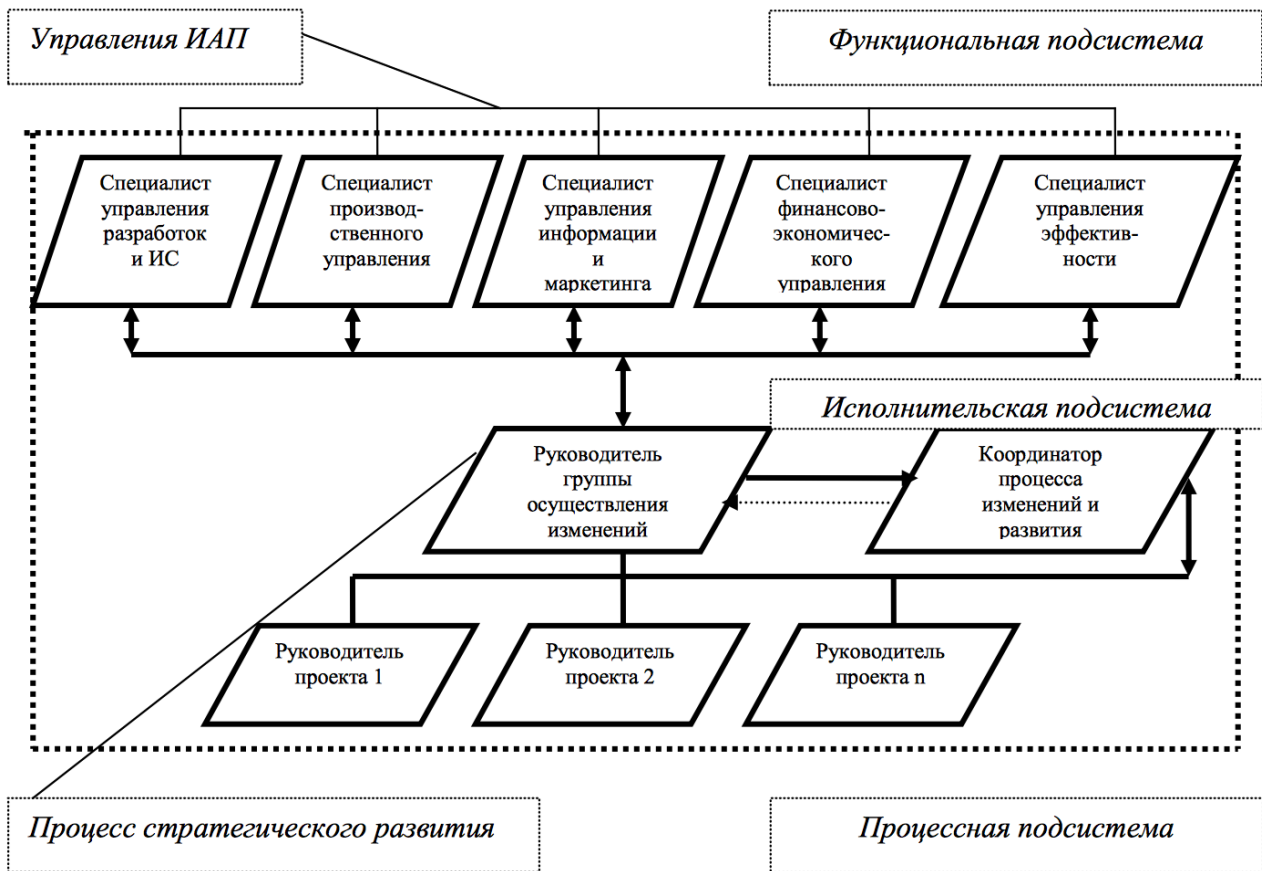 Управления ИАП
Функциональная подсистема
Специалист
управления
разработок
и ИС
Специалист
производ-
ственного
управления
Специалист
управления
информации
и
маркетинга
Специалист
финансово-
экономичес-
кого
управления
Специалист
управления
эффектив-
ности
Исполнительская подсистема
Руководитель
группы
осуществления
изменений
Координатор
процесса
изменений и
развития
Руководитель
проекта 1
Руководитель
проекта 2
Руководитель
проекта n
Процесс стратегического развития
Процессная подсистема